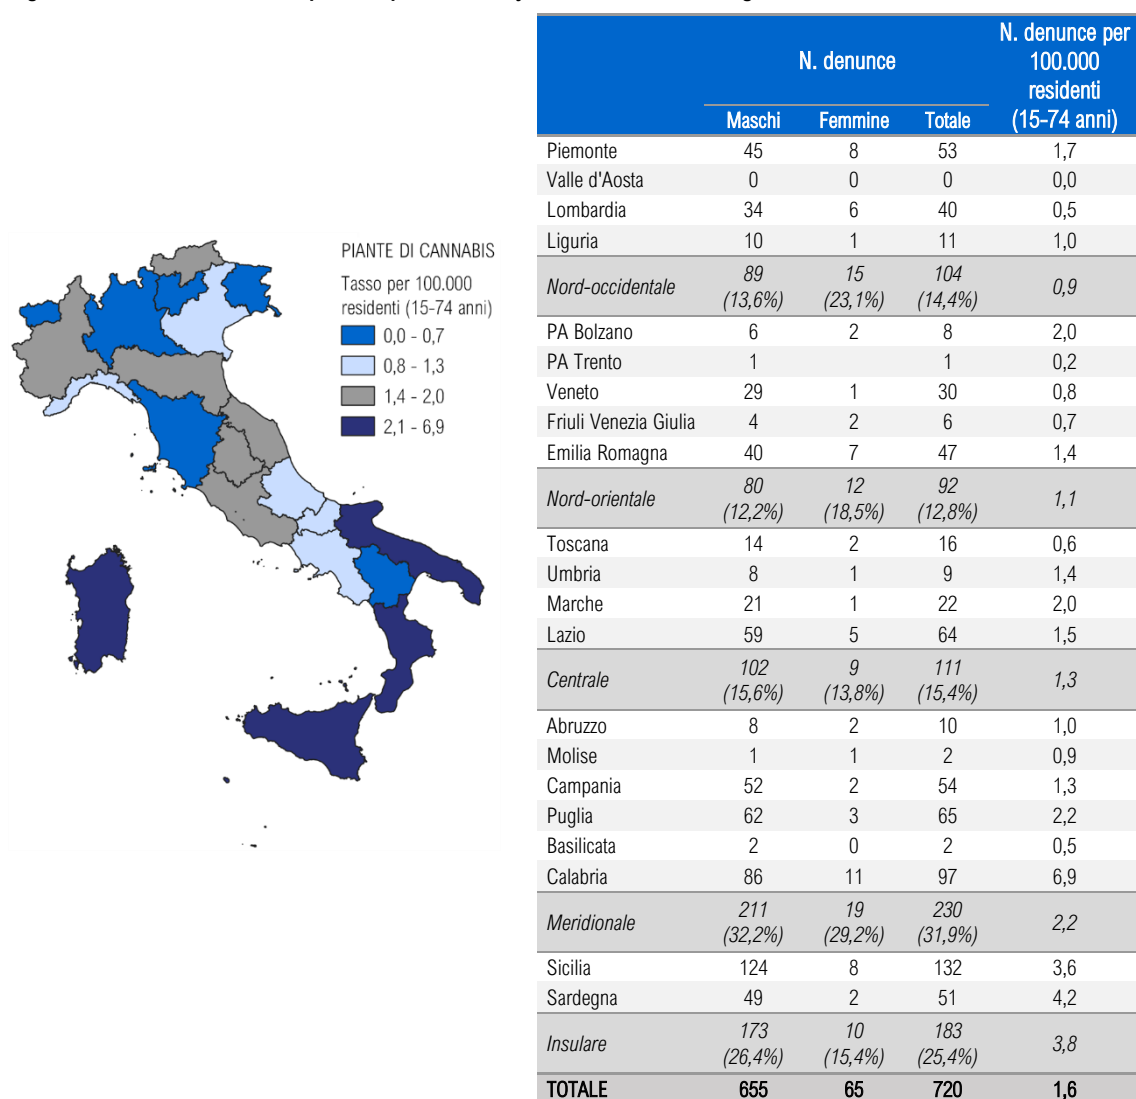 PIANTE DI CANNABIS
Tasso per 100.000
residenti (15-74 anni)
0,0 - 0,7
0,8 - 1,3
1,4 - 2,0
2,1 - 6,9
N. denunce
N. denunce per
100.000
residenti
(15-74 anni)
Maschi Femmine Totale
Piemonte 45 8 53 1,7
Valle d'Aosta 0 0 0 0,0
Lombardia 34 6 40 0,5
Liguria 10 1 11 1,0
Nord-occidentale 89 (13,6%) 15 (23,1%) 104 (14,4%) 0,9
PA Bolzano 6 2 8 2,0
PA Trento 1 1 0,2
Veneto 29 1 30 0,8
Friuli Venezia Giulia 4 2 6 0,7
Emilia Romagna 40 7 47 1,4
Nord-orientale 80 (12,2%) 12 (18,5%) 92 (12,8%) 1,1
Toscana 14 2 16 0,6
Umbria 8 1 9 1,4
Marche 21 1 22 2,0
Lazio 59 5 64 1,5
Centrale 102 (15,6%) 9 (13,8%) 111 (15,4%) 1,3
Abruzzo 8 2 10 1,0
Molise 1 1 2 0,9
Campania 52 2 54 1,3
Puglia 62 3 65 2,2
Basilicata 2 0 2 0,5
Calabria 86 11 97 6,9
Meridionale 211 (32,2%) 19 (29,2%) 230 (31,9%) 2,2
Sicilia 124 8 132 3,6
Sardegna 49 2 51 4,2
Insulare 173 (26,4%) 10 (15,4%) 183 (25,4%) 3,8
TOTALE 655 65 720 1,6